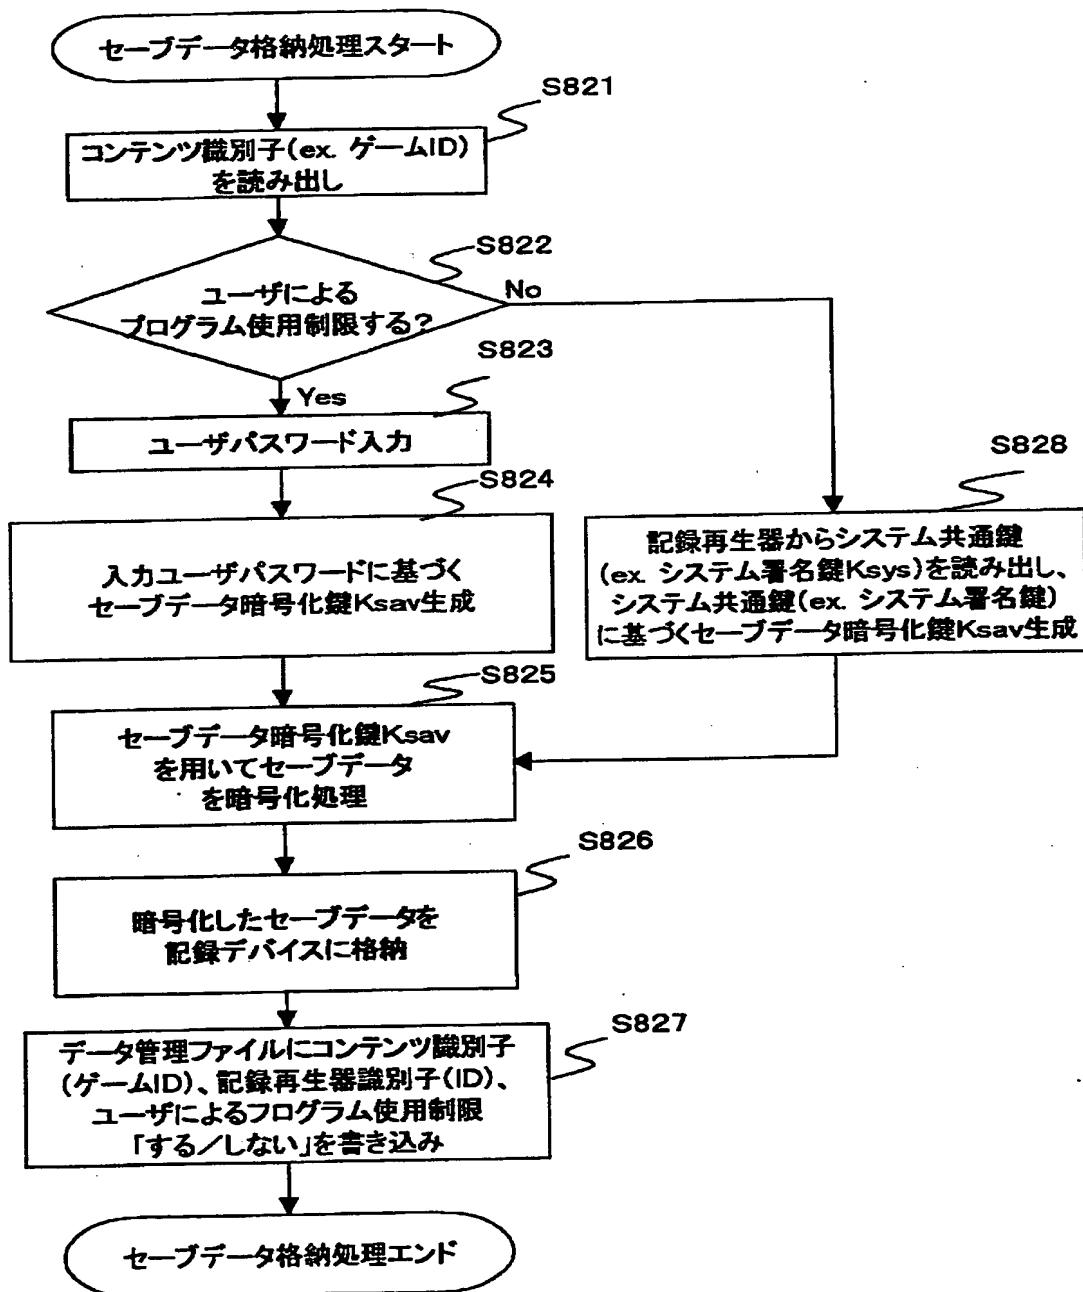 セーブデータ格納処理スタート
S821
コンテンツ識別子(ex. ゲームID)
を読み出し
S822
ユーザによる
プログラム使用制限する?
No
Yes
S823
ユーザパスワード入力
S824
入力ユーザパスワードに基づく
セーブデータ暗号化鍵Ksav生成
S828
記録再生器からシステム共通鍵
(ex. システム署名鍵Ksys)を読み出し、
システム共通鍵(ex. システム署名鍵)
に基づくセーブデータ暗号化鍵Ksav生成
S825
セーブデータ暗号化鍵Ksav
を用いてセーブデータ
を暗号化処理
S826
暗号化したセーブデータを
記録デバイスに格納
S827
データ管理ファイルにコンテンツ識別子
(ゲームID)、記録再生器識別子(ID)、
ユーザによるフログラム使用制限
「する/しない」を書き込み
セーブデータ格納処理エンド